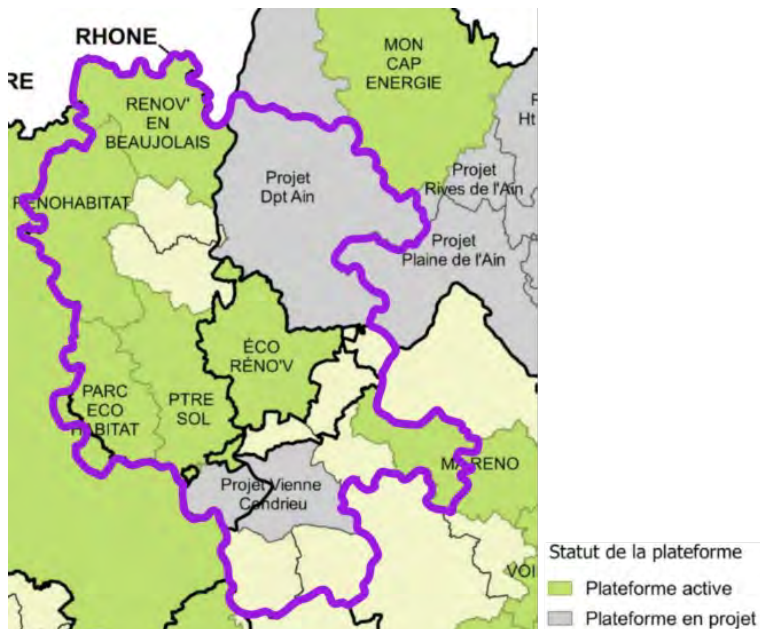 RHONE
RE
MON
CAP
ENERGIE
RENOV'
EN
BEAUJOLAIS
Ht
Projet
Dpt Ain
Projet
Rives de l'Ain
RENOHABITAT
Projet
Plaine de l'Ain
ÉCO
RÉNO'V
PARC
ECO
HABITAT
PTRE
SOL
MA RENO
Projet Vienne
Condrieu
VOI
Statut de la plateforme
Plateforme active
Plateforme en projet